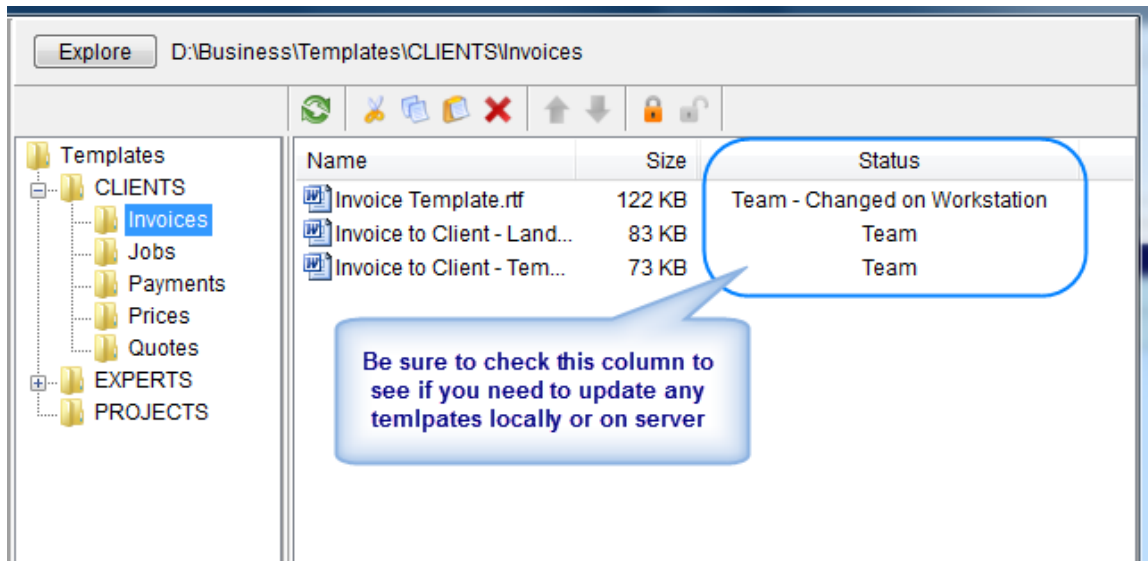 Explore D:\Business\Templates\CLIENTS\Invoices
Templates
CLIENTS
Invoices
Jobs
Payments
Prices
Quotes
EXPERTS
PROJECTS
Name Size Status
Invoice Template.rtf 122 KB Team - Changed on Workstation
Invoice to Client - Land... 83 KB Team
Invoice to Client - Tem... 73 KB Team
Be sure to check this column to
see if you need to update any
temlpates locally or on server